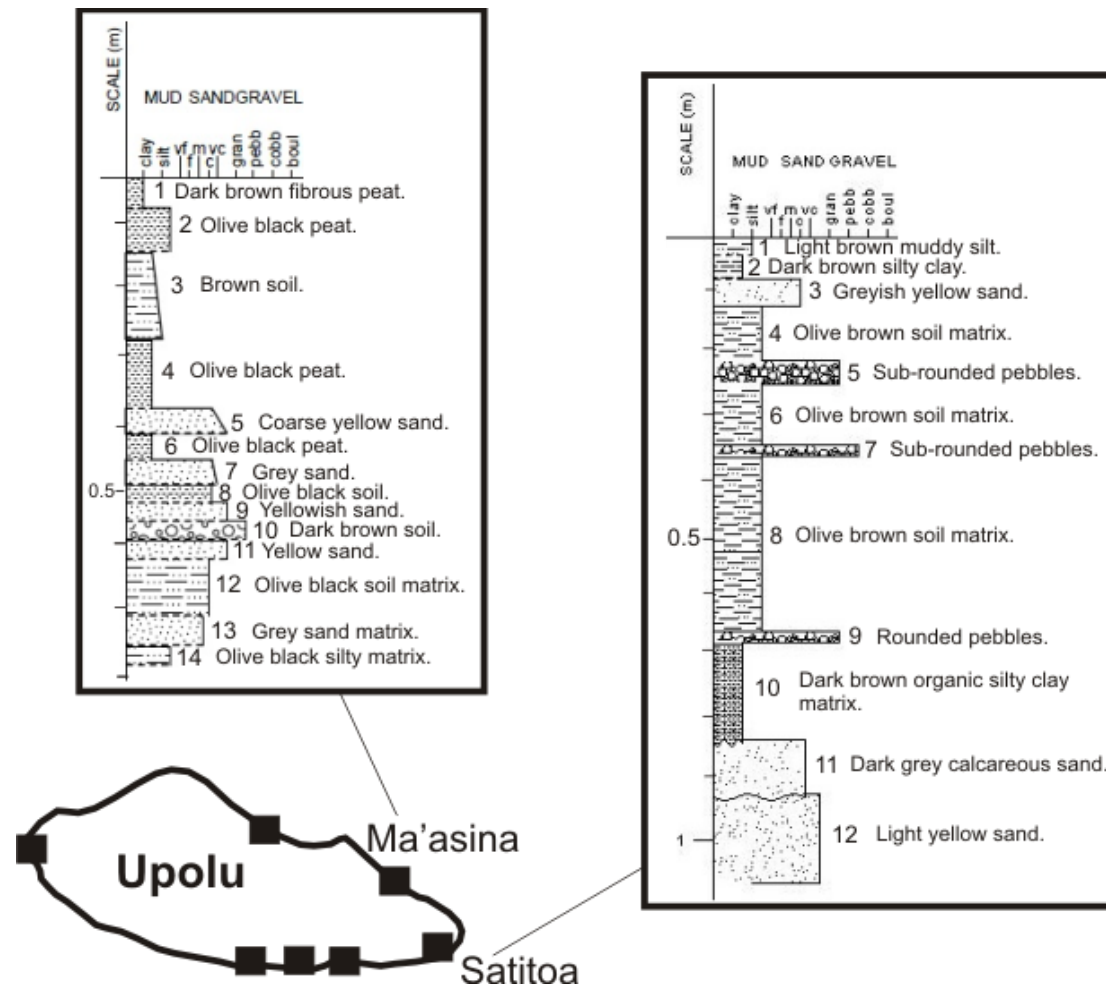 SCALE (m)
MUD SANDGRAVEL
clay
silt
vf
f
m
c
vc
gran
pebb
cobb
boul
1 Dark brown fibrous peat.
2 Olive black peat.
3 Brown soil.
4 Olive black peat.
5 Coarse yellow sand.
6 Olive black peat.
7 Grey sand.
0.5
8 Olive black soil.
9 Yellowish sand.
10 Dark brown soil.
11 Yellow sand.
12 Olive black soil matrix.
13 Grey sand matrix.
14 Olive black silty matrix.
SCALE (m)
MUD SAND GRAVEL
clay
silt
vf
f
m
c
vc
gran
pebb
cobb
boul
1 Light brown muddy silt.
2 Dark brown silty clay.
3 Greyish yellow sand.
4 Olive brown soil matrix.
5 Sub-rounded pebbles.
6 Olive brown soil matrix.
7 Sub-rounded pebbles.
0.5
8 Olive brown soil matrix.
9 Rounded pebbles.
10 Dark brown organic silty clay
matrix.
11 Dark grey calcareous sand.
1
12 Light yellow sand.
Ma'asina
Upolu
Satitoa